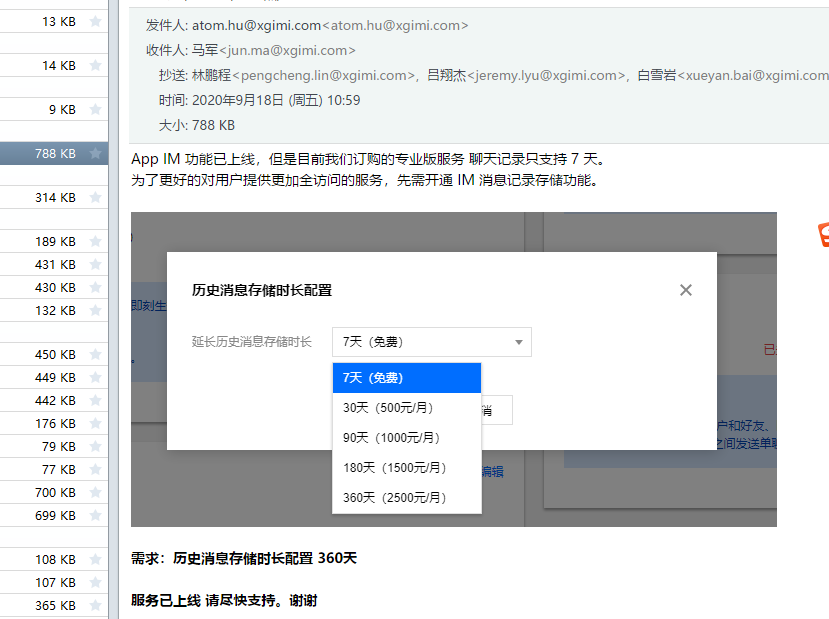 13 KB
14 KB
9 KB
788 KB
314 KB
189 KB
431 KB
430 KB
132 KB
450 KB
449 KB
442 KB
176 KB
79 KB
77 KB
700 KB
699 KB
108 KB
107 KB
365 KB
发件人: atom.hu@xgimi.com<atom.hu@xgimi.com>
收件人: 马军<jun.ma@xgimi.com>
抄送: 林鹏程<pengcheng.lin@xgimi.com>，吕翔杰<jeremy.lyu@xgimi.com>，白雪岩<xueyan.bai@xgimi.com
时间: 2020年9月18日 (周五) 10:59
大小: 788 KB
App IM 功能已上线，但是目前我们订购的专业版服务 聊天记录只支持 7 天。
为了更好的对用户提供更加全访问的服务，先需开通 IM 消息记录存储功能。
历史消息存储时长配置
即刻生
延长历史消息存储时长
7天（免费）
已
7天（免费）
30天（500元/月）
消
90天（1000元/月）
户和好友、
之间发送单聊
180天（1500元/月）
编辑
360天（2500元/月）
需求：历史消息存储时长配置 360天
服务已上线 请尽快支持。谢谢